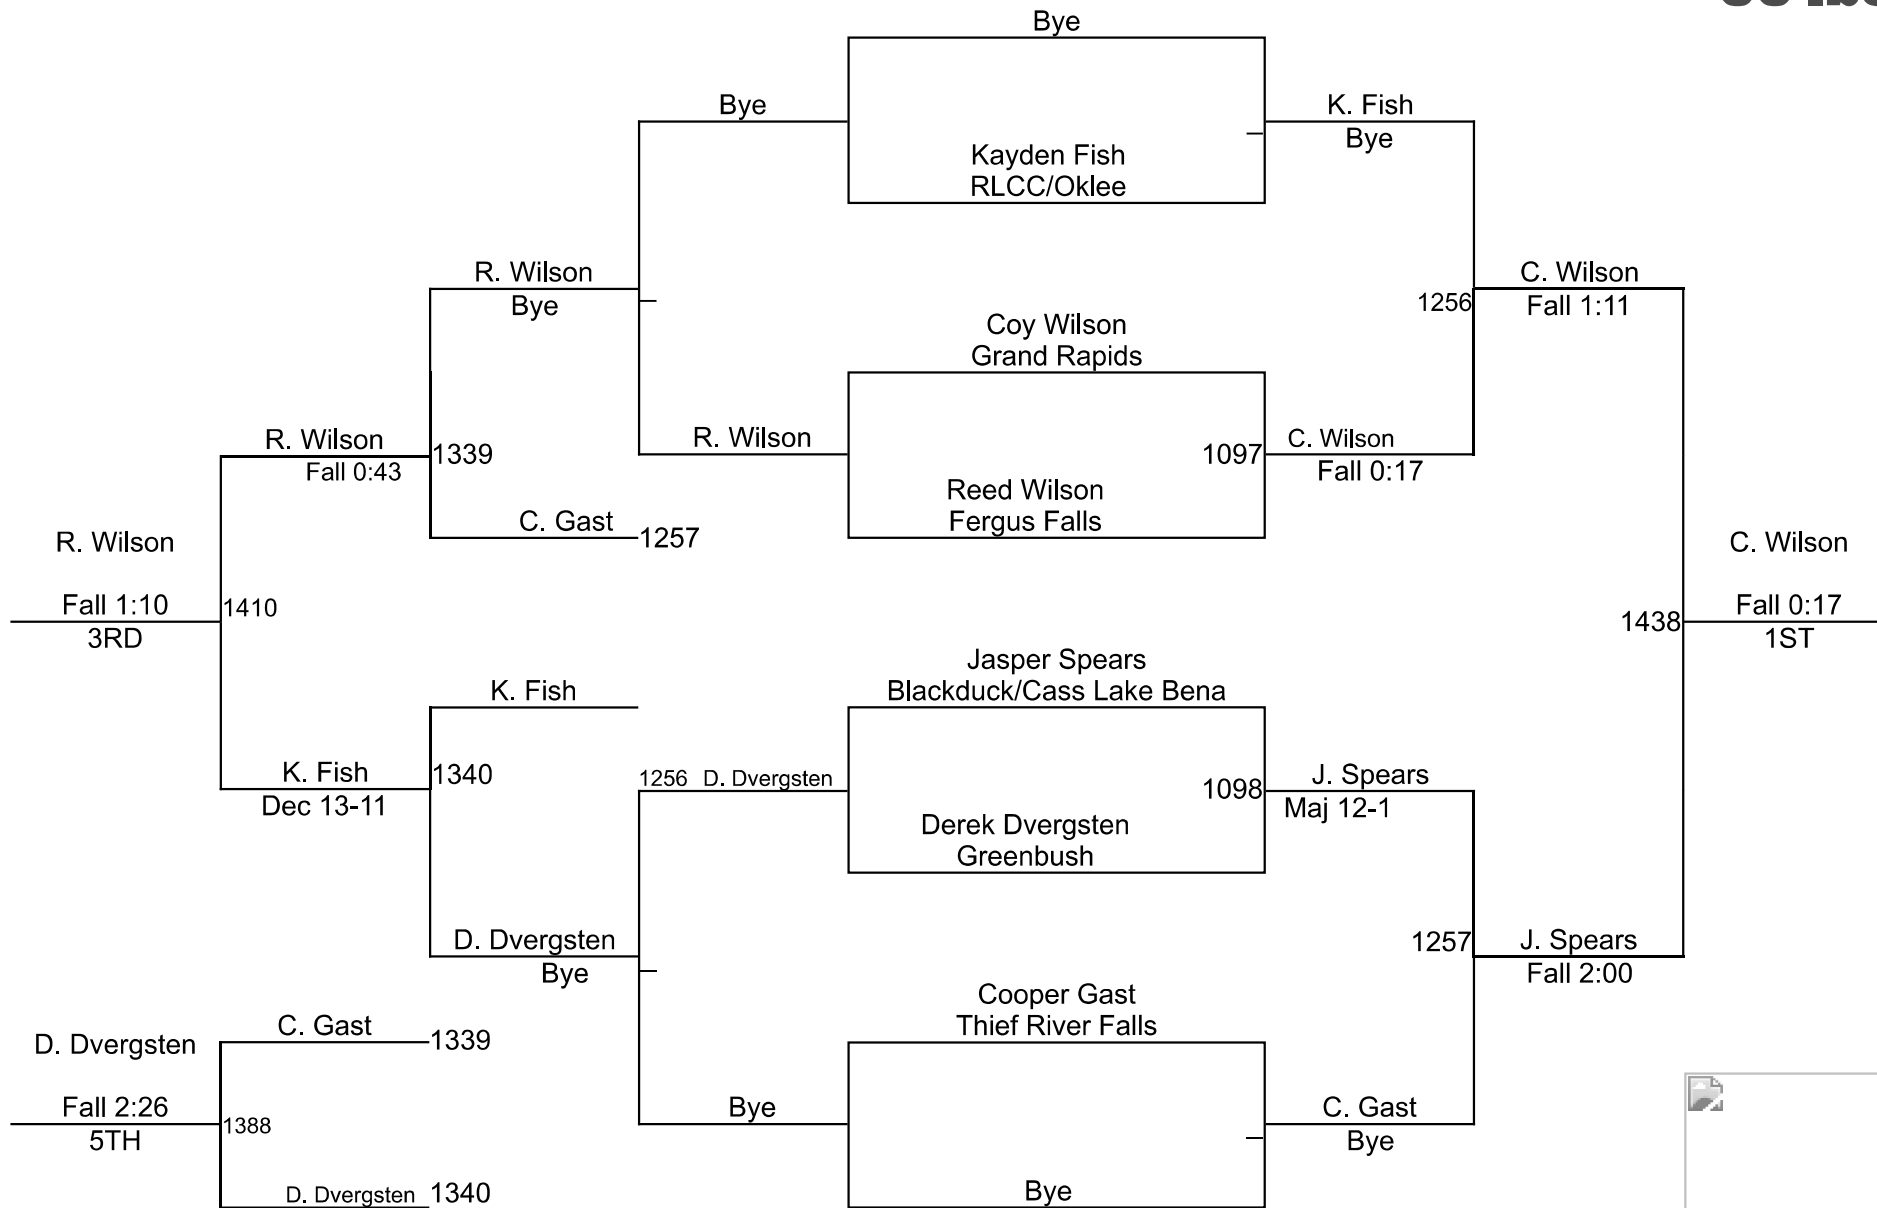 Bye
Bye
K. Fish
Bye
Kayden Fish
RLCC/Oklee
R. Wilson
Bye
C. Wilson
Fall 1:11
1256
Coy Wilson
Grand Rapids
R. Wilson
Fall 0:43
1339
R. Wilson
1097
C. Wilson
Fall 0:17
Reed Wilson
Fergus Falls
C. Gast
1257
R. Wilson
Fall 1:10
3RD
1410
C. Wilson
Fall 0:17
1ST
1438
Jasper Spears
Blackduck/Cass Lake Bena
K. Fish
K. Fish
Dec 13-11
1340
1256
D. Dvergsten
1098
J. Spears
Maj 12-1
Derek Dvergsten
Greenbush
D. Dvergsten
Bye
1257
J. Spears
Fall 2:00
Cooper Gast
Thief River Falls
C. Gast
1339
D. Dvergsten
Fall 2:26
5TH
1388
Bye
C. Gast
Bye
D. Dvergsten
1340
Bye